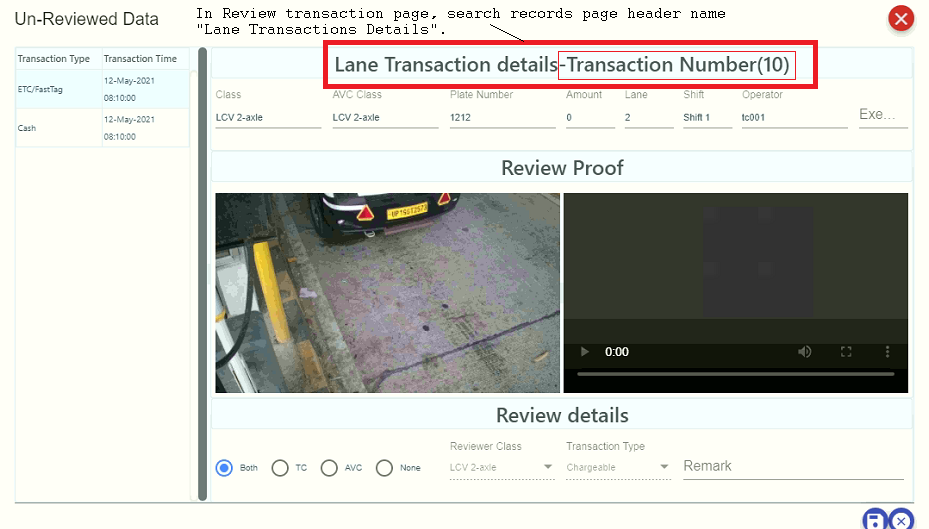 Un-Reviewed Data
In Review transaction page, search records page header name
"Lane Transactions Details".
Transaction Type Transaction Time
ETC/FastTag 12-May-2021
08:10:00
Cash 12-May-2021
08:10:00
Lane Transaction details-Transaction Number(10)
Class AVC Class Plate Number Amount Lane Shift Operator
LCV 2-axle LCV 2-axle 1212 0 2 Shift 1 tc001 Exe...
Review Proof
0:00
Review details
Reviewer Class Transaction Type
Both TC AVC None LCV 2-axle Chargeable Remark